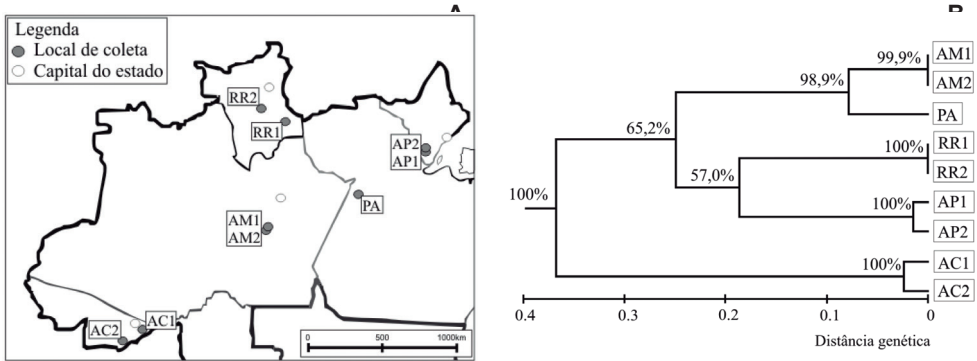 A
Legenda
Local de coleta
Capital do estado
RR2
RR1
AP2
AP1
PA
AM1
AM2
AC1
AC2
0 500 1000km
B
99,9%
AM1
98,9%
AM2
PA
65,2%
RR1
100%
57,0%
RR2
100%
AP1
100%
AP2
AC1
100%
AC2
0.4 0.3 0.2 0.1 0
Distância genética